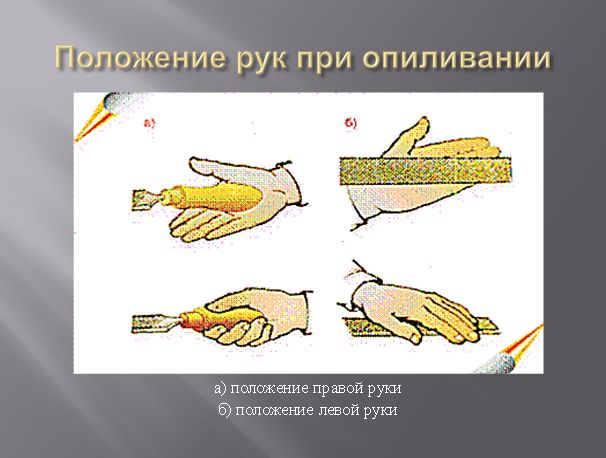 Положение рук при опиливании
а)
б)
а) положение правой руки
б) положение левой руки